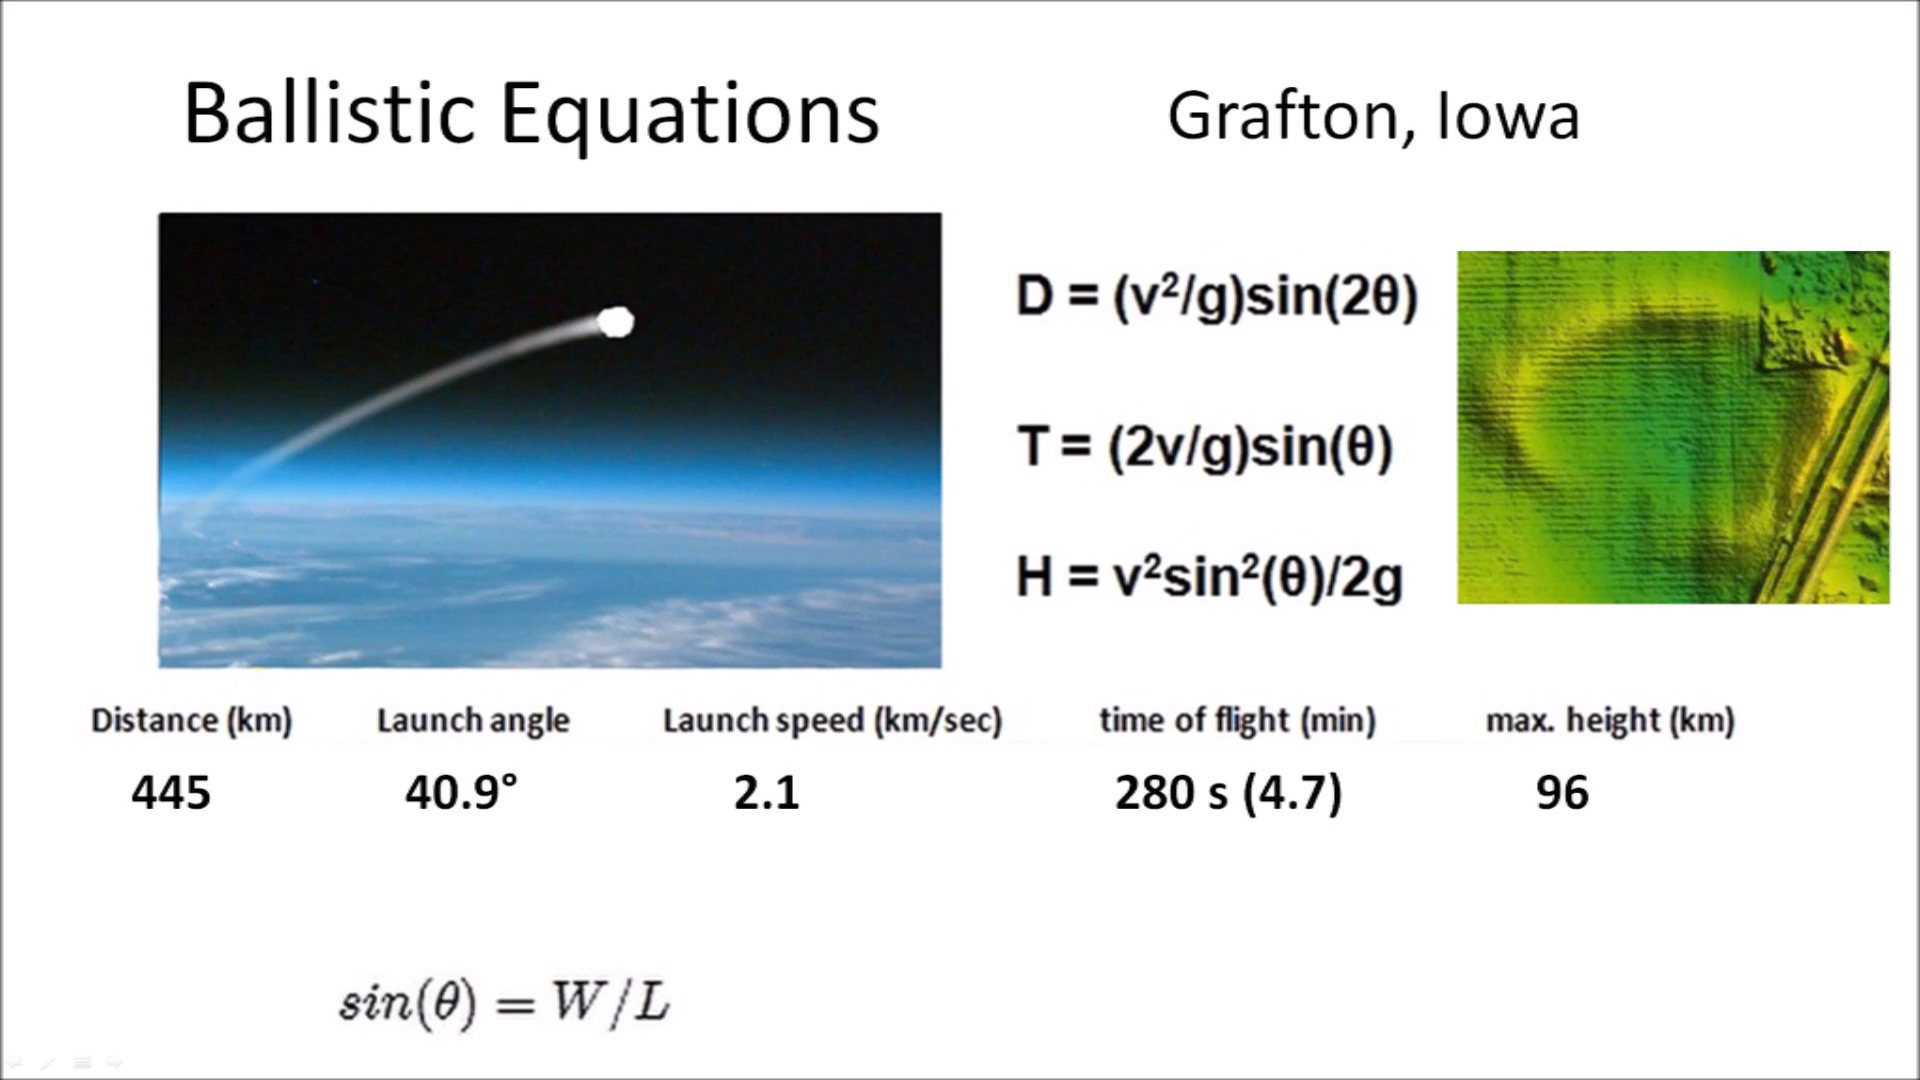 Ballistic Equations
Grafton, Iowa
D = (v²/g)sin(2θ)
T = (2v/g)sin(θ)
H = v²sin²(θ)/2g
Distance (km) Launch angle Launch speed (km/sec) time of flight (min) max. height (km)
445 40.9° 2.1 280 s (4.7) 96
sin(θ) = W/L